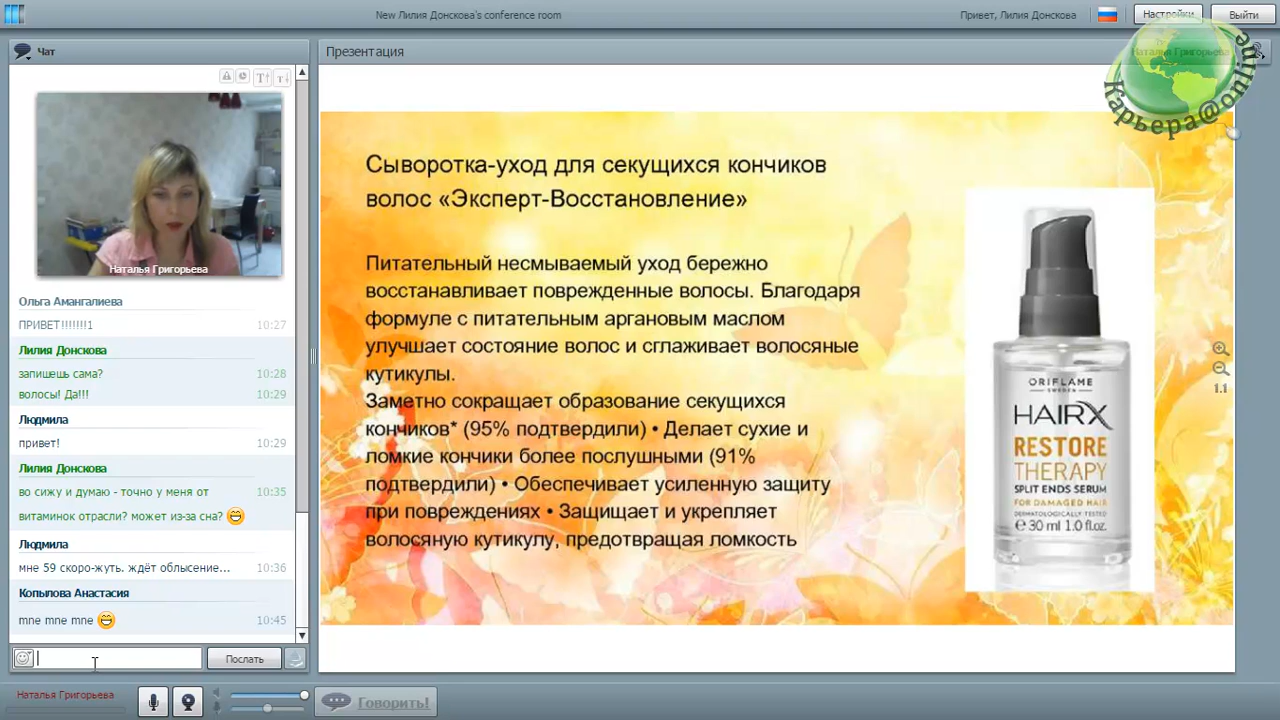 New Лилия Донскова's conference room
Привет, Лилия Донскова
Настройки
Выйти
Чат
Наталья Григорьева
Ольга Амангалиева
ПРИВЕТ!!!!!!!1 10:27
Лилия Донскова
запишешь сама? 10:28
волосы! Да!!! 10:29
Людмила
привет! 10:29
Лилия Донскова
во сижу и думаю - точно у меня от 10:35
витаминок отрасли? может из-за сна?
Людмила
мне 59 скоро-жуть. ждёт облысение... 10:36
Копылова Анастасия
mne mne mne 10:45
Послать
Наталья Григорьева
Говорить!
Презентация
Наталья Григорьева
Карьера@online
Сыворотка-уход для секущихся кончиков
волос «Эксперт-Восстановление»
Питательный несмываемый уход бережно
восстанавливает поврежденные волосы. Благодаря
формуле с питательным аргановым маслом
улучшает состояние волос и сглаживает волосяные
кутикулы.
Заметно сокращает образование секущихся
кончиков* (95% подтвердили) • Делает сухие и
ломкие кончики более послушными (91%
подтвердили) • Обеспечивает усиленную защиту
при повреждениях • Защищает и укрепляет
волосяную кутикулу, предотвращая ломкость
ORIFLAME
SWEDEN
HAIRX
RESTORE
THERAPY
SPLIT ENDS SERUM
FOR DAMAGED HAIR
DERMATOLOGICALLY TESTED
℮ 30 ml 1.0 fl.oz.
1:1